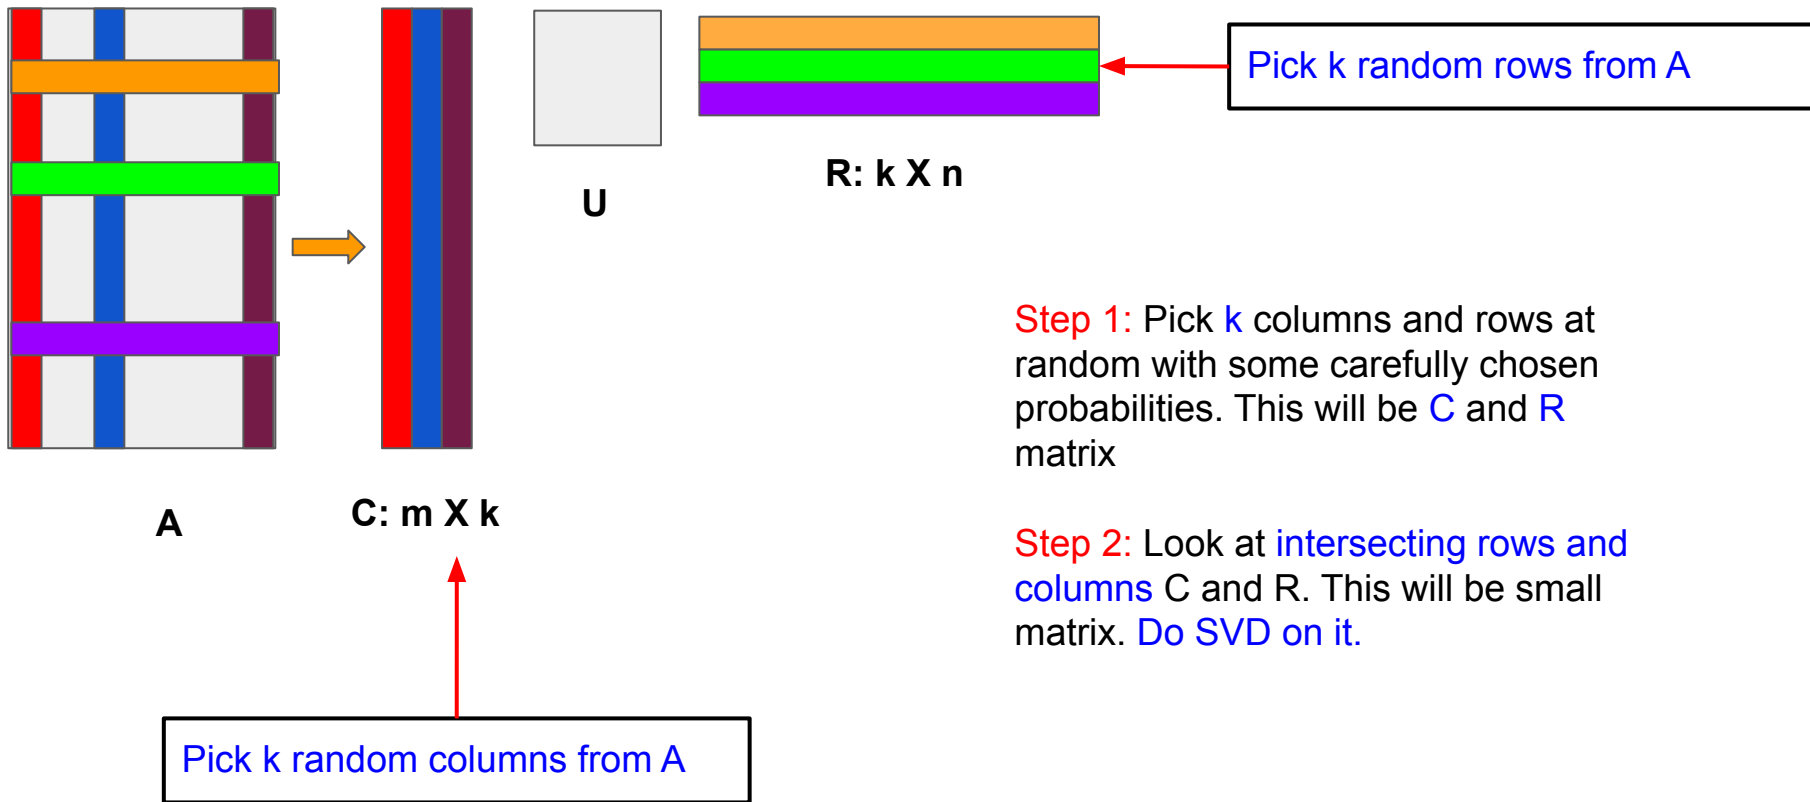 Pick k random rows from A
R: k X n
U
Step 1: Pick k columns and rows at
random with some carefully chosen
probabilities. This will be C and R
matrix
C: m X k
A
Step 2: Look at intersecting rows and
columns C and R. This will be small
matrix. Do SVD on it.
Pick k random columns from A